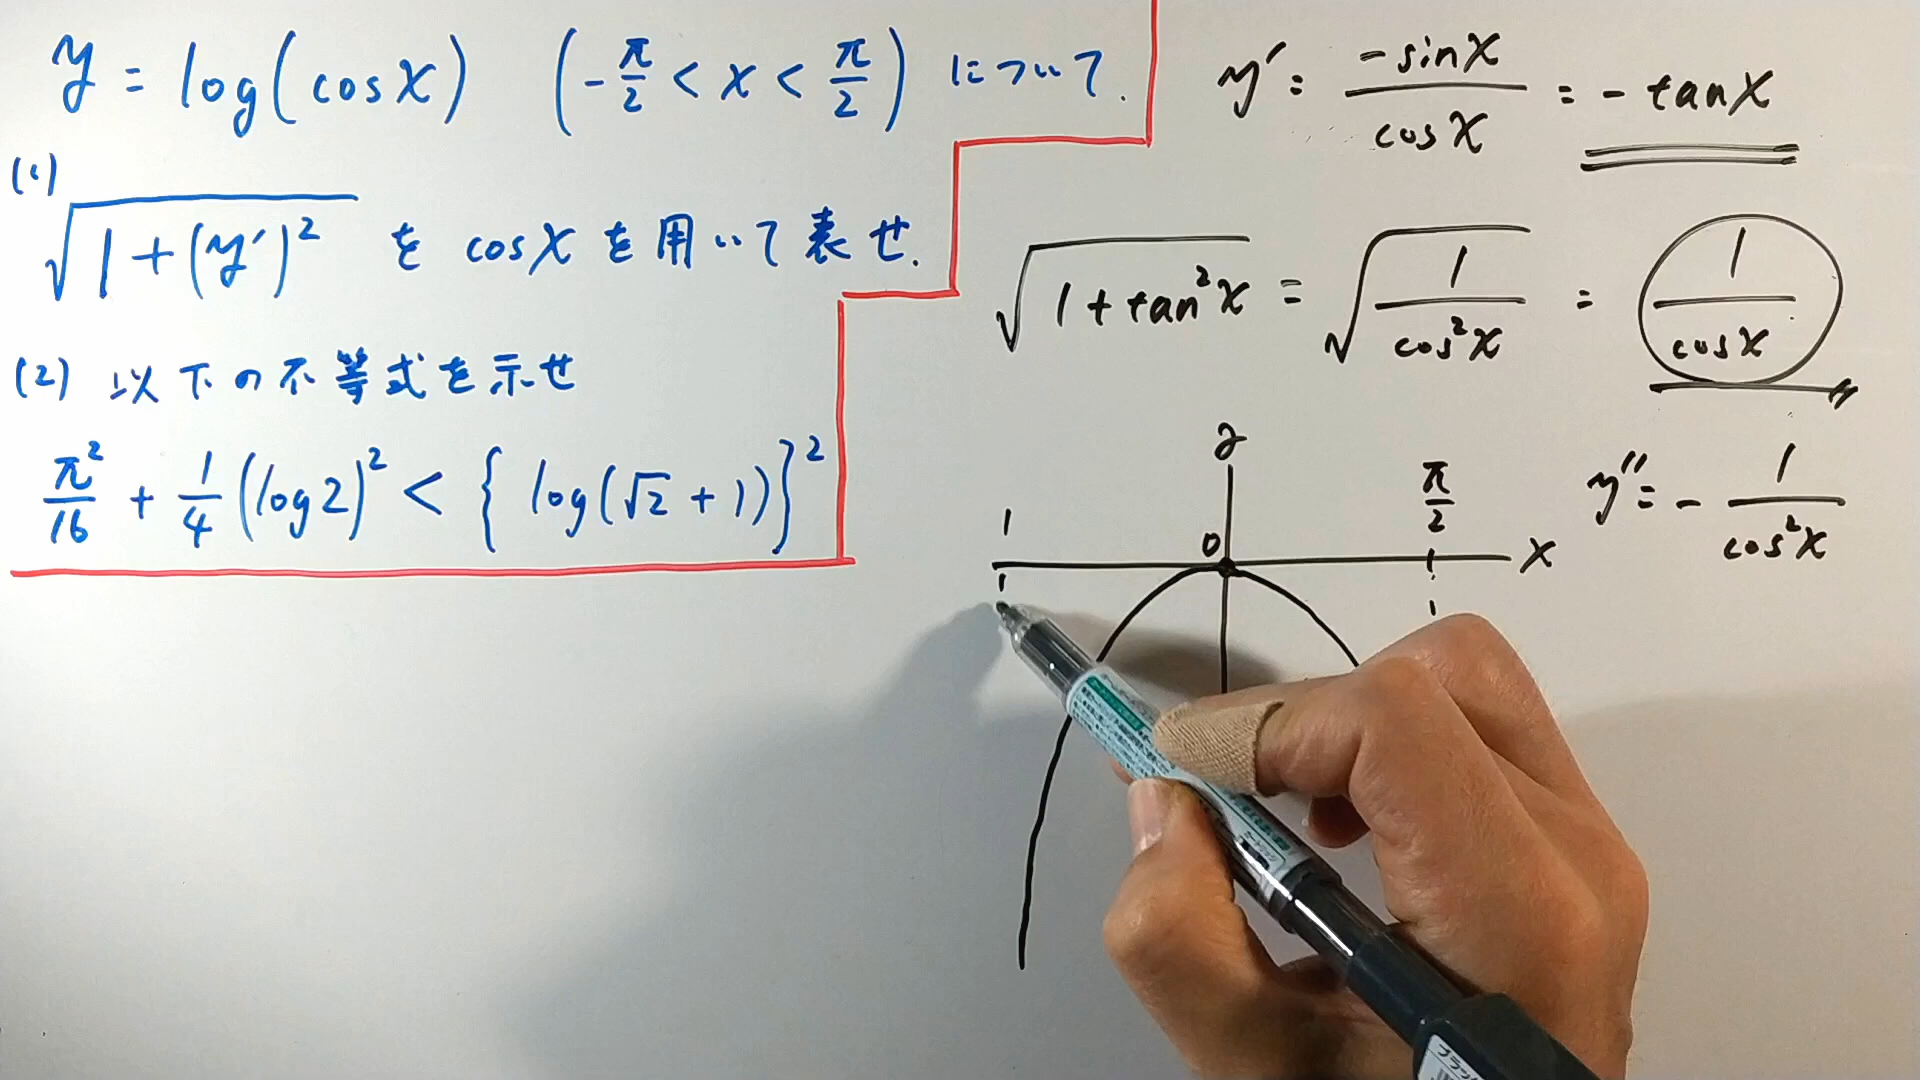 y = log(cos x) (-π/2 < x < π/2) について.
(1)
√(1+(y')²) を cos x を用いて表せ.
(2) 以下の不等式を示せ
π²/16 + 1/4 (log 2)² < { log(√2 + 1) }²
y' = -sin x / cos x = -tan x
√(1+tan²x) = √(1/cos²x) = 1/cos x
y'' = - 1/cos²x
y
π/2
0
x